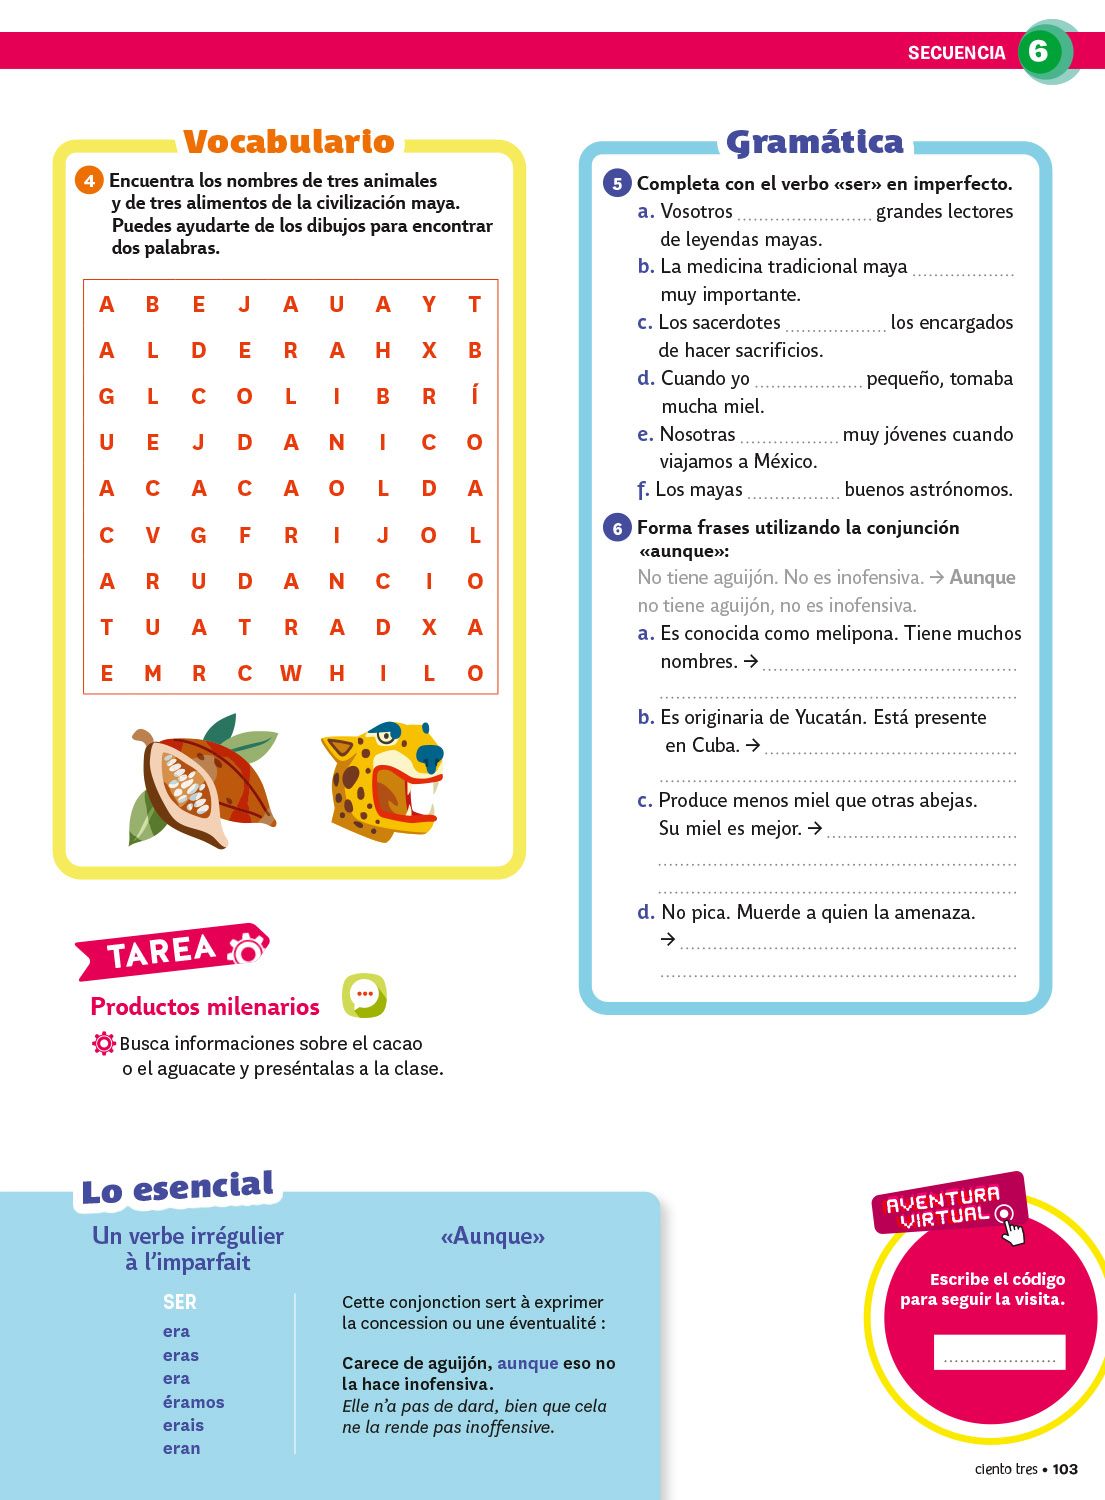 SECUENCIA 6
Vocabulario
4 Encuentra los nombres de tres animales
y de tres alimentos de la civilización maya.
Puedes ayudarte de los dibujos para encontrar
dos palabras.
A B E J A U A Y T
A L D E R A H X B
G L C O L I B R Í
U E J D A N I C O
A C A C A O L D A
C V G F R I J O L
A R U D A N C I O
T U A T R A D X A
E M R C W H I L O
TAREA
Productos milenarios
Busca informaciones sobre el cacao
o el aguacate y preséntalas a la clase.
Gramática
5 Completa con el verbo «ser» en imperfecto.
a. Vosotros ........................ grandes lectores
de leyendas mayas.
b. La medicina tradicional maya ...................
muy importante.
c. Los sacerdotes ................... los encargados
de hacer sacrificios.
d. Cuando yo .................... pequeño, tomaba
mucha miel.
e. Nosotras .................. muy jóvenes cuando
viajamos a México.
f. Los mayas ................. buenos astrónomos.
6 Forma frases utilizando la conjunción
«aunque»:
No tiene aguijón. No es inofensiva. → Aunque
no tiene aguijón, no es inofensiva.
a. Es conocida como melipona. Tiene muchos
nombres. → ..............................................
.................................................................
b. Es originaria de Yucatán. Está presente
en Cuba. → ..............................................
.................................................................
c. Produce menos miel que otras abejas.
Su miel es mejor. → ...................................
.................................................................
.................................................................
d. No pica. Muerde a quien la amenaza.
→ .............................................................
.................................................................
Lo esencial
Un verbe irrégulier
à l’imparfait
SER
era
eras
era
éramos
erais
eran
«Aunque»
Cette conjonction sert à exprimer
la concession ou une éventualité :
Carece de aguijón, aunque eso no
la hace inofensiva.
Elle n’a pas de dard, bien que cela
ne la rende pas inoffensive.
AVENTURA
VIRTUAL
Escribe el código
para seguir la visita.
.....................
ciento tres • 103